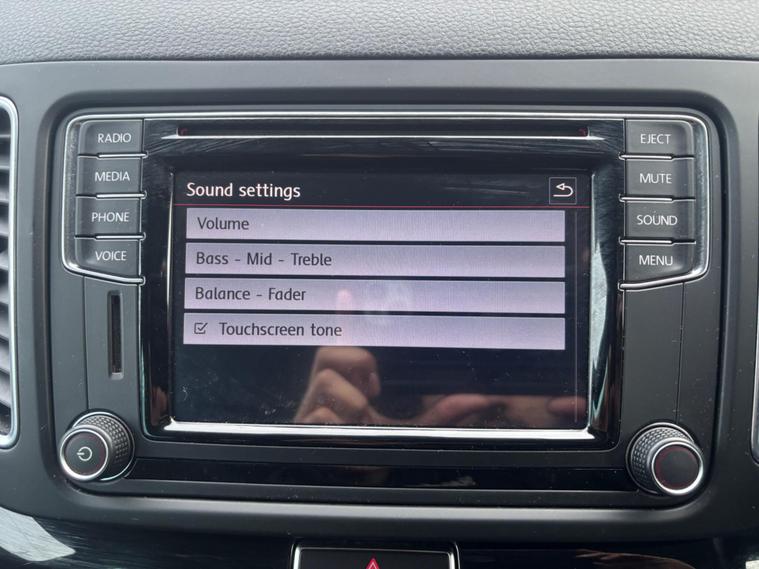 RADIO
MEDIA
PHONE
VOICE
Sound settings
Volume
Bass - Mid - Treble
Balance - Fader
Touchscreen tone
EJECT
MUTE
SOUND
MENU